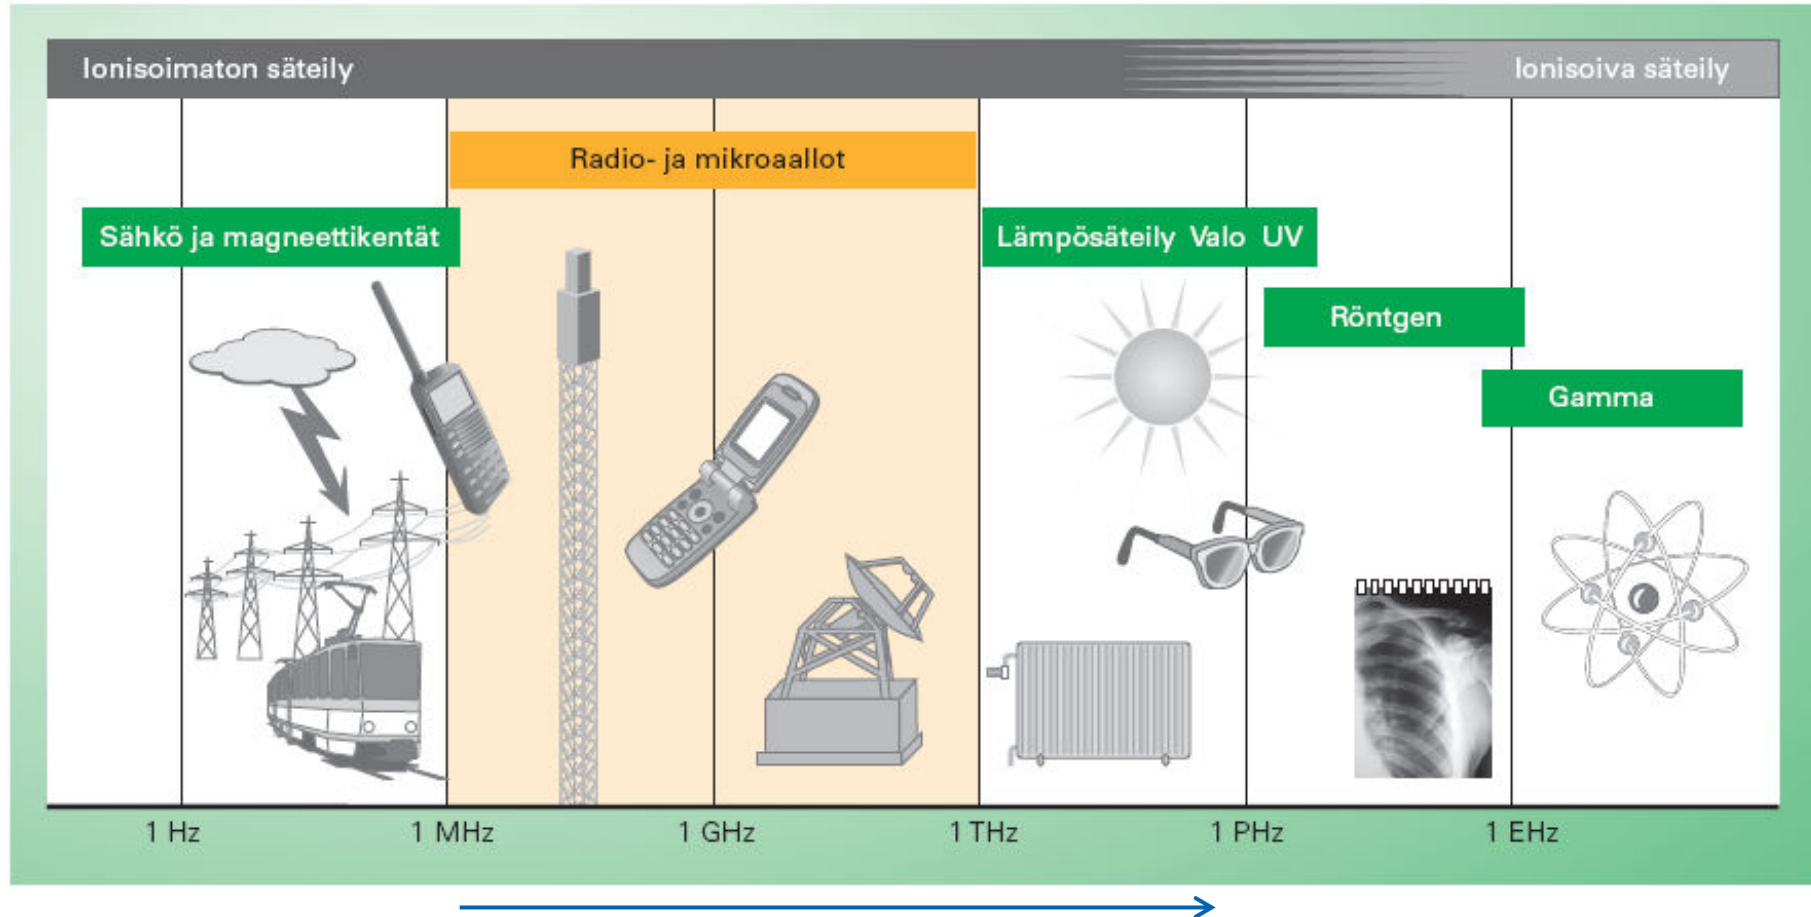 Ionisoimaton säteily
Ionisoiva säteily
Radio- ja mikroaallot
Sähkö ja magneettikentät
Lämpösäteily Valo UV
Röntgen
Gamma
1 Hz
1 MHz
1 GHz
1 THz
1 PHz
1 EHz